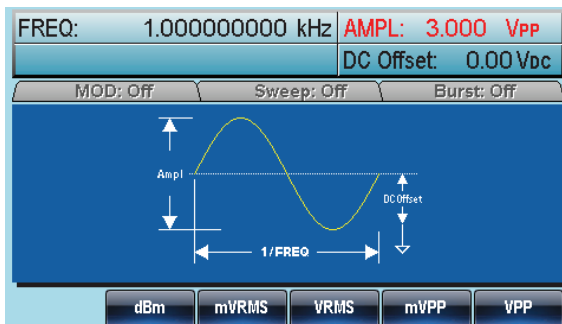 FREQ: 1.000000000 kHz AMPL: 3.000 VPP
DC Offset: 0.00 VDC
MOD: Off Sweep: Off Burst: Off
Ampl
DC Offset
1/FREQ
dBm mVRMS VRMS mVPP VPP